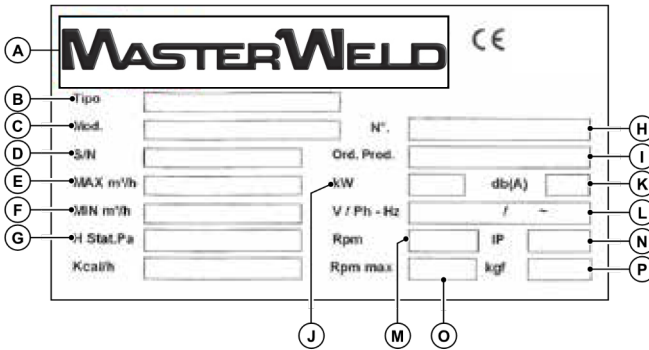 MASTERWELD CE
A
B Tipo
C Mod. N°. H
D S/N Ord. Prod. I
E MAX m³/h kW db(A) K
F MIN m³/h V / Ph - Hz / ~ L
G H Stat.Pa Rpm IP N
Kcal/h Rpm max kgf P
J M O